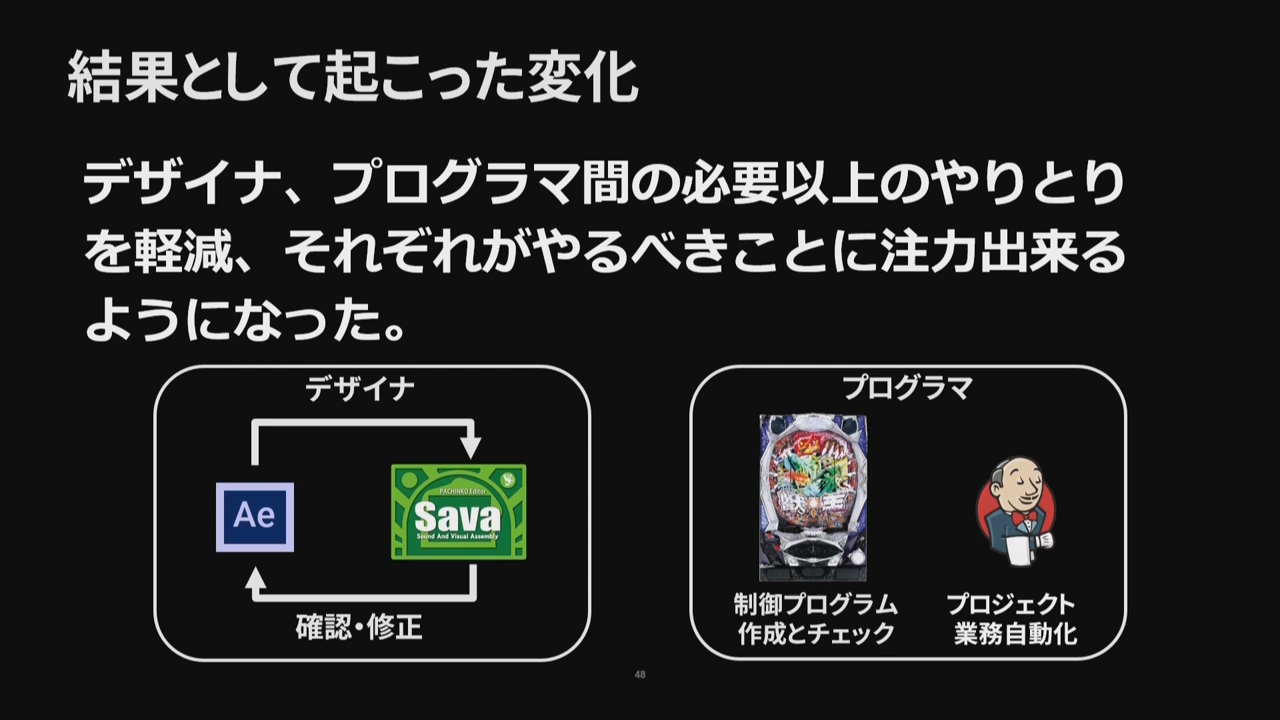 結果として起こった変化
デザイナ、プログラマ間の必要以上のやりとり
を軽減、それぞれがやるべきことに注力出来る
ようになった。
デザイナ
Ae
PACHINKO Editor
Sava
Sound And Visual Assembly
確認・修正
プログラマ
制御プログラム
作成とチェック
プロジェクト
業務自動化
48